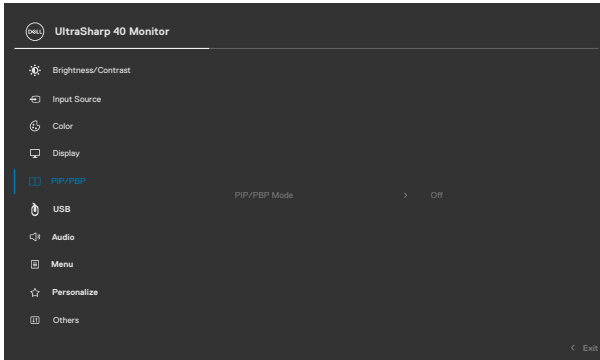 DELL UltraSharp 40 Monitor
Brightness/Contrast
Input Source
Color
Display
PIP/PBP
PIP/PBP Mode > Off
USB
Audio
Menu
Personalize
Others
< Exit